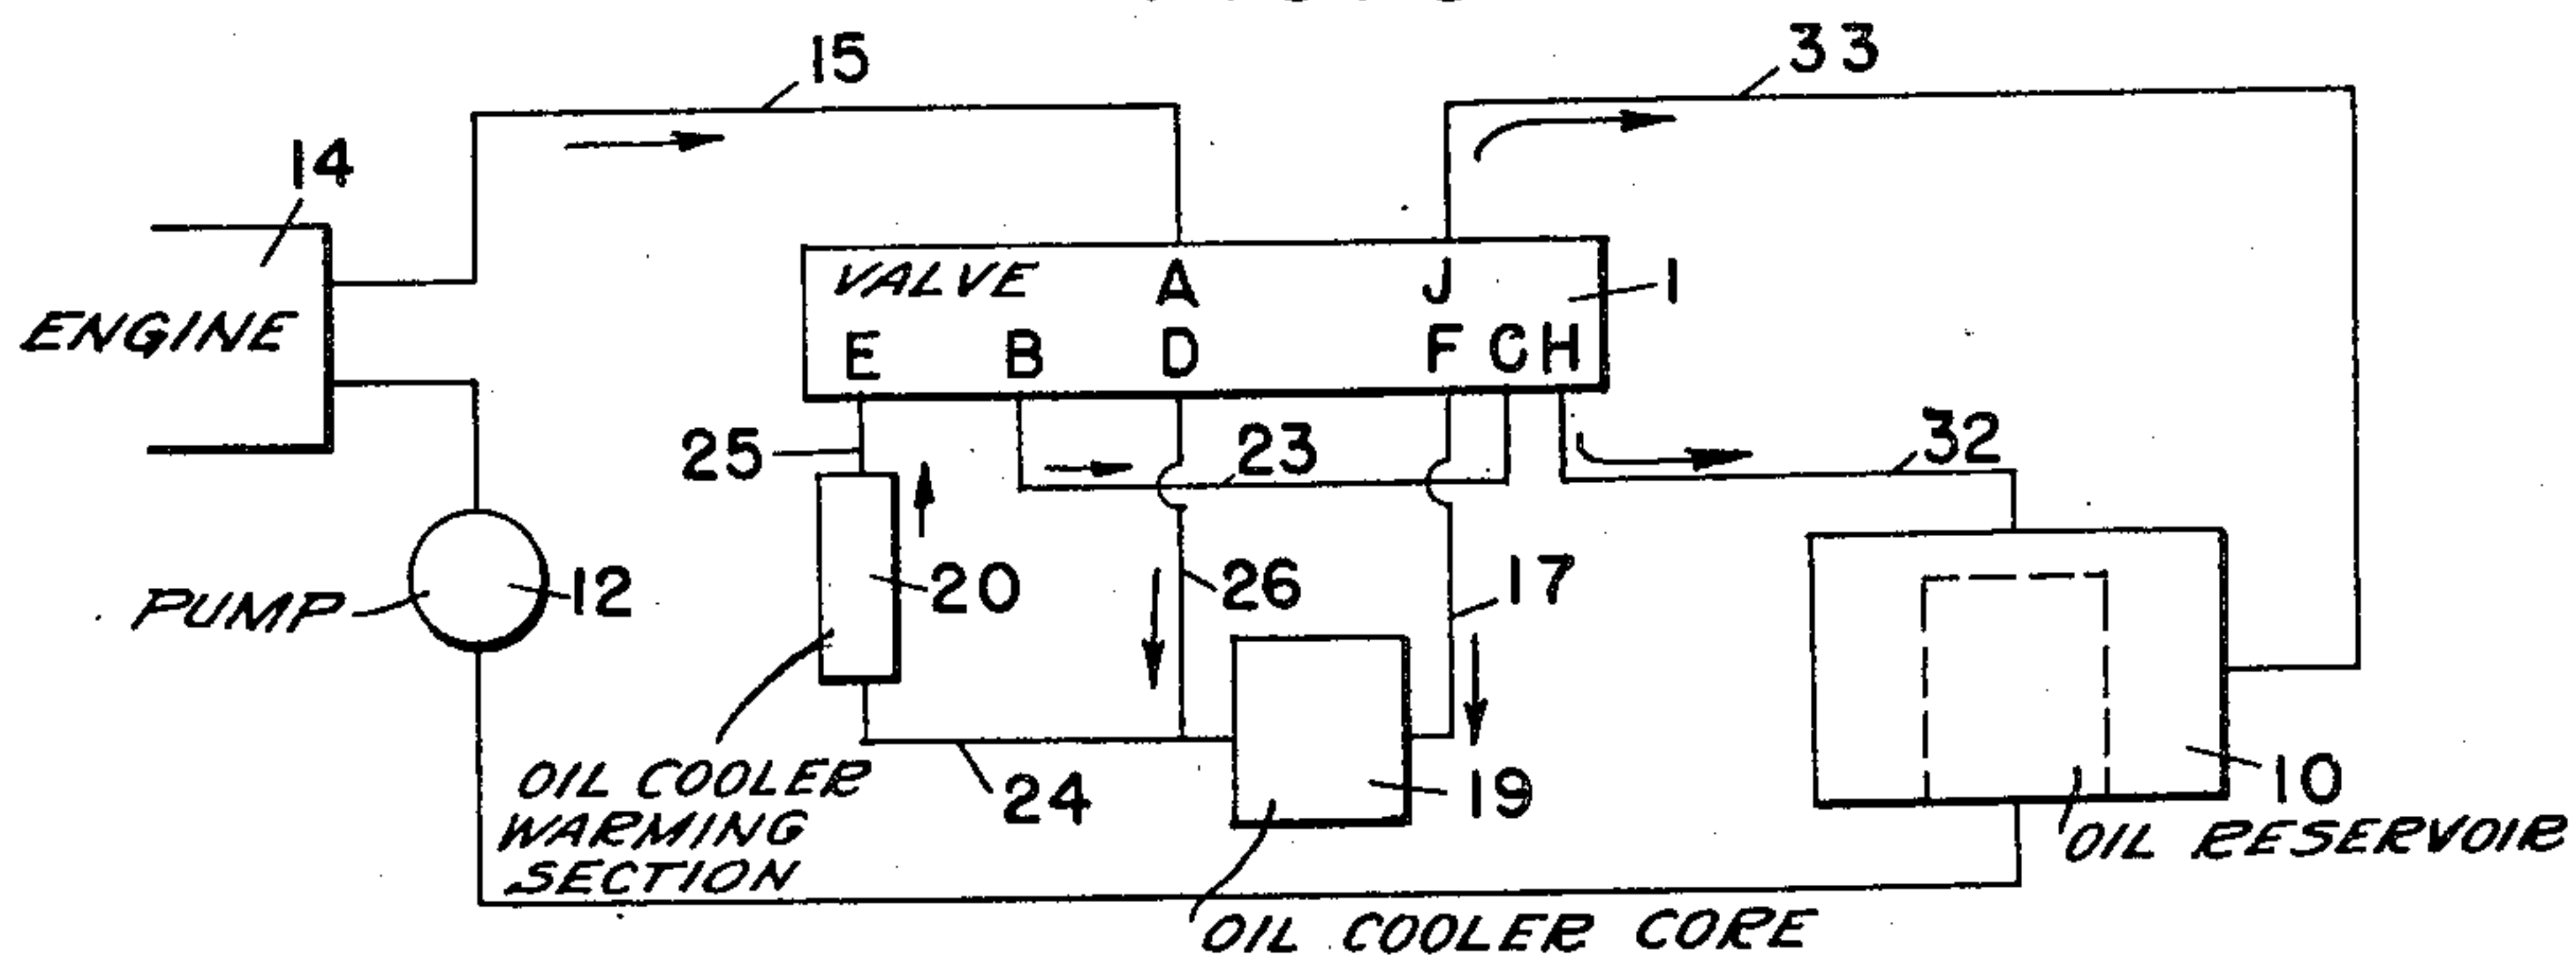 15
33
14
VALVE A J
1
ENGINE
E B D F C H
25
23
32
20
26
17
PUMP
12
OIL COOLER
WARMING
SECTION
24
19
10
OIL RESERVOIR
OIL COOLER CORE